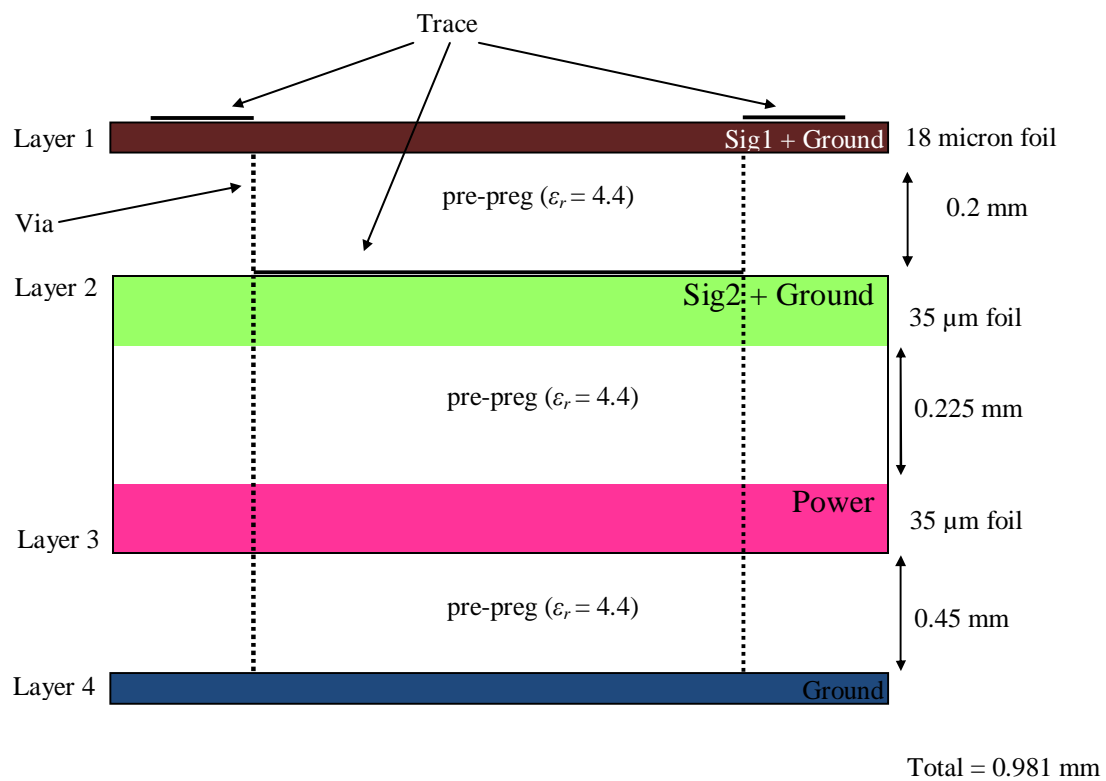 Trace
Layer 1
Sig1 + Ground
18 micron foil
pre-preg (εr = 4.4)
0.2 mm
Via
Layer 2
Sig2 + Ground
35 µm foil
pre-preg (εr = 4.4)
0.225 mm
Power
35 µm foil
Layer 3
pre-preg (εr = 4.4)
0.45 mm
Layer 4
Ground
Total = 0.981 mm